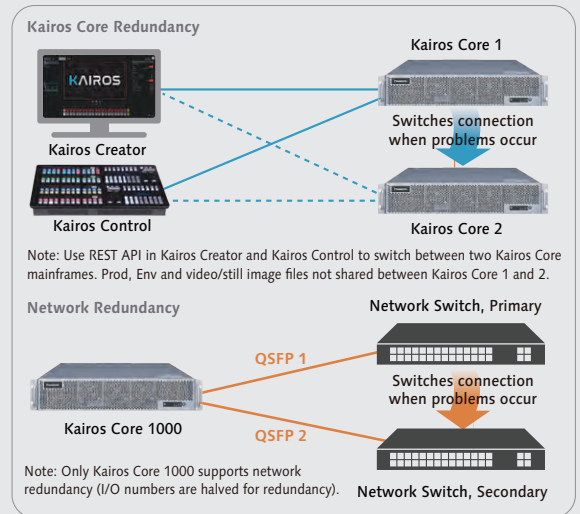 Kairos Core Redundancy
Kairos Core 1
KAIROS
Switches connection
when problems occur
Kairos Creator
Kairos Control
Kairos Core 2
Note: Use REST API in Kairos Creator and Kairos Control to switch between two Kairos Core
mainframes. Prod, Env and video/still image files not shared between Kairos Core 1 and 2.
Network Redundancy
Network Switch, Primary
QSFP 1
Switches connection
when problems occur
Kairos Core 1000
QSFP 2
Note: Only Kairos Core 1000 supports network
redundancy (I/O numbers are halved for redundancy).
Network Switch, Secondary